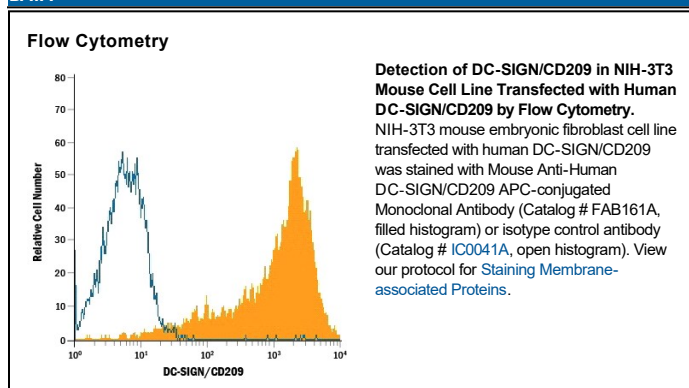 Flow Cytometry
80
70
60
50
40
30
20
10
0
Relative Cell Number
10⁰
10¹
10²
10³
10⁴
DC-SIGN/CD209
Detection of DC-SIGN/CD209 in NIH-3T3
Mouse Cell Line Transfected with Human
DC-SIGN/CD209 by Flow Cytometry.
NIH-3T3 mouse embryonic fibroblast cell line
transfected with human DC-SIGN/CD209
was stained with Mouse Anti-Human
DC-SIGN/CD209 APC-conjugated
Monoclonal Antibody (Catalog # FAB161A,
filled histogram) or isotype control antibody
(Catalog # IC0041A, open histogram). View
our protocol for Staining Membrane-
associated Proteins.